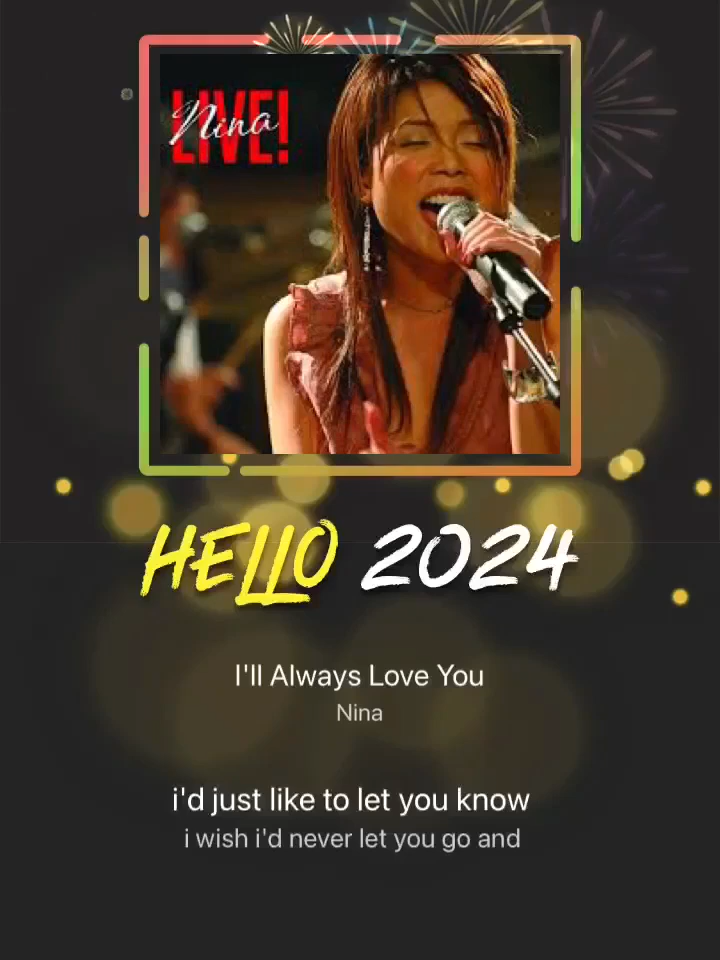 LIVE!
Nina
HELLO 2024
I'll Always Love You
Nina
i'd just like to let you know
i wish i'd never let you go and